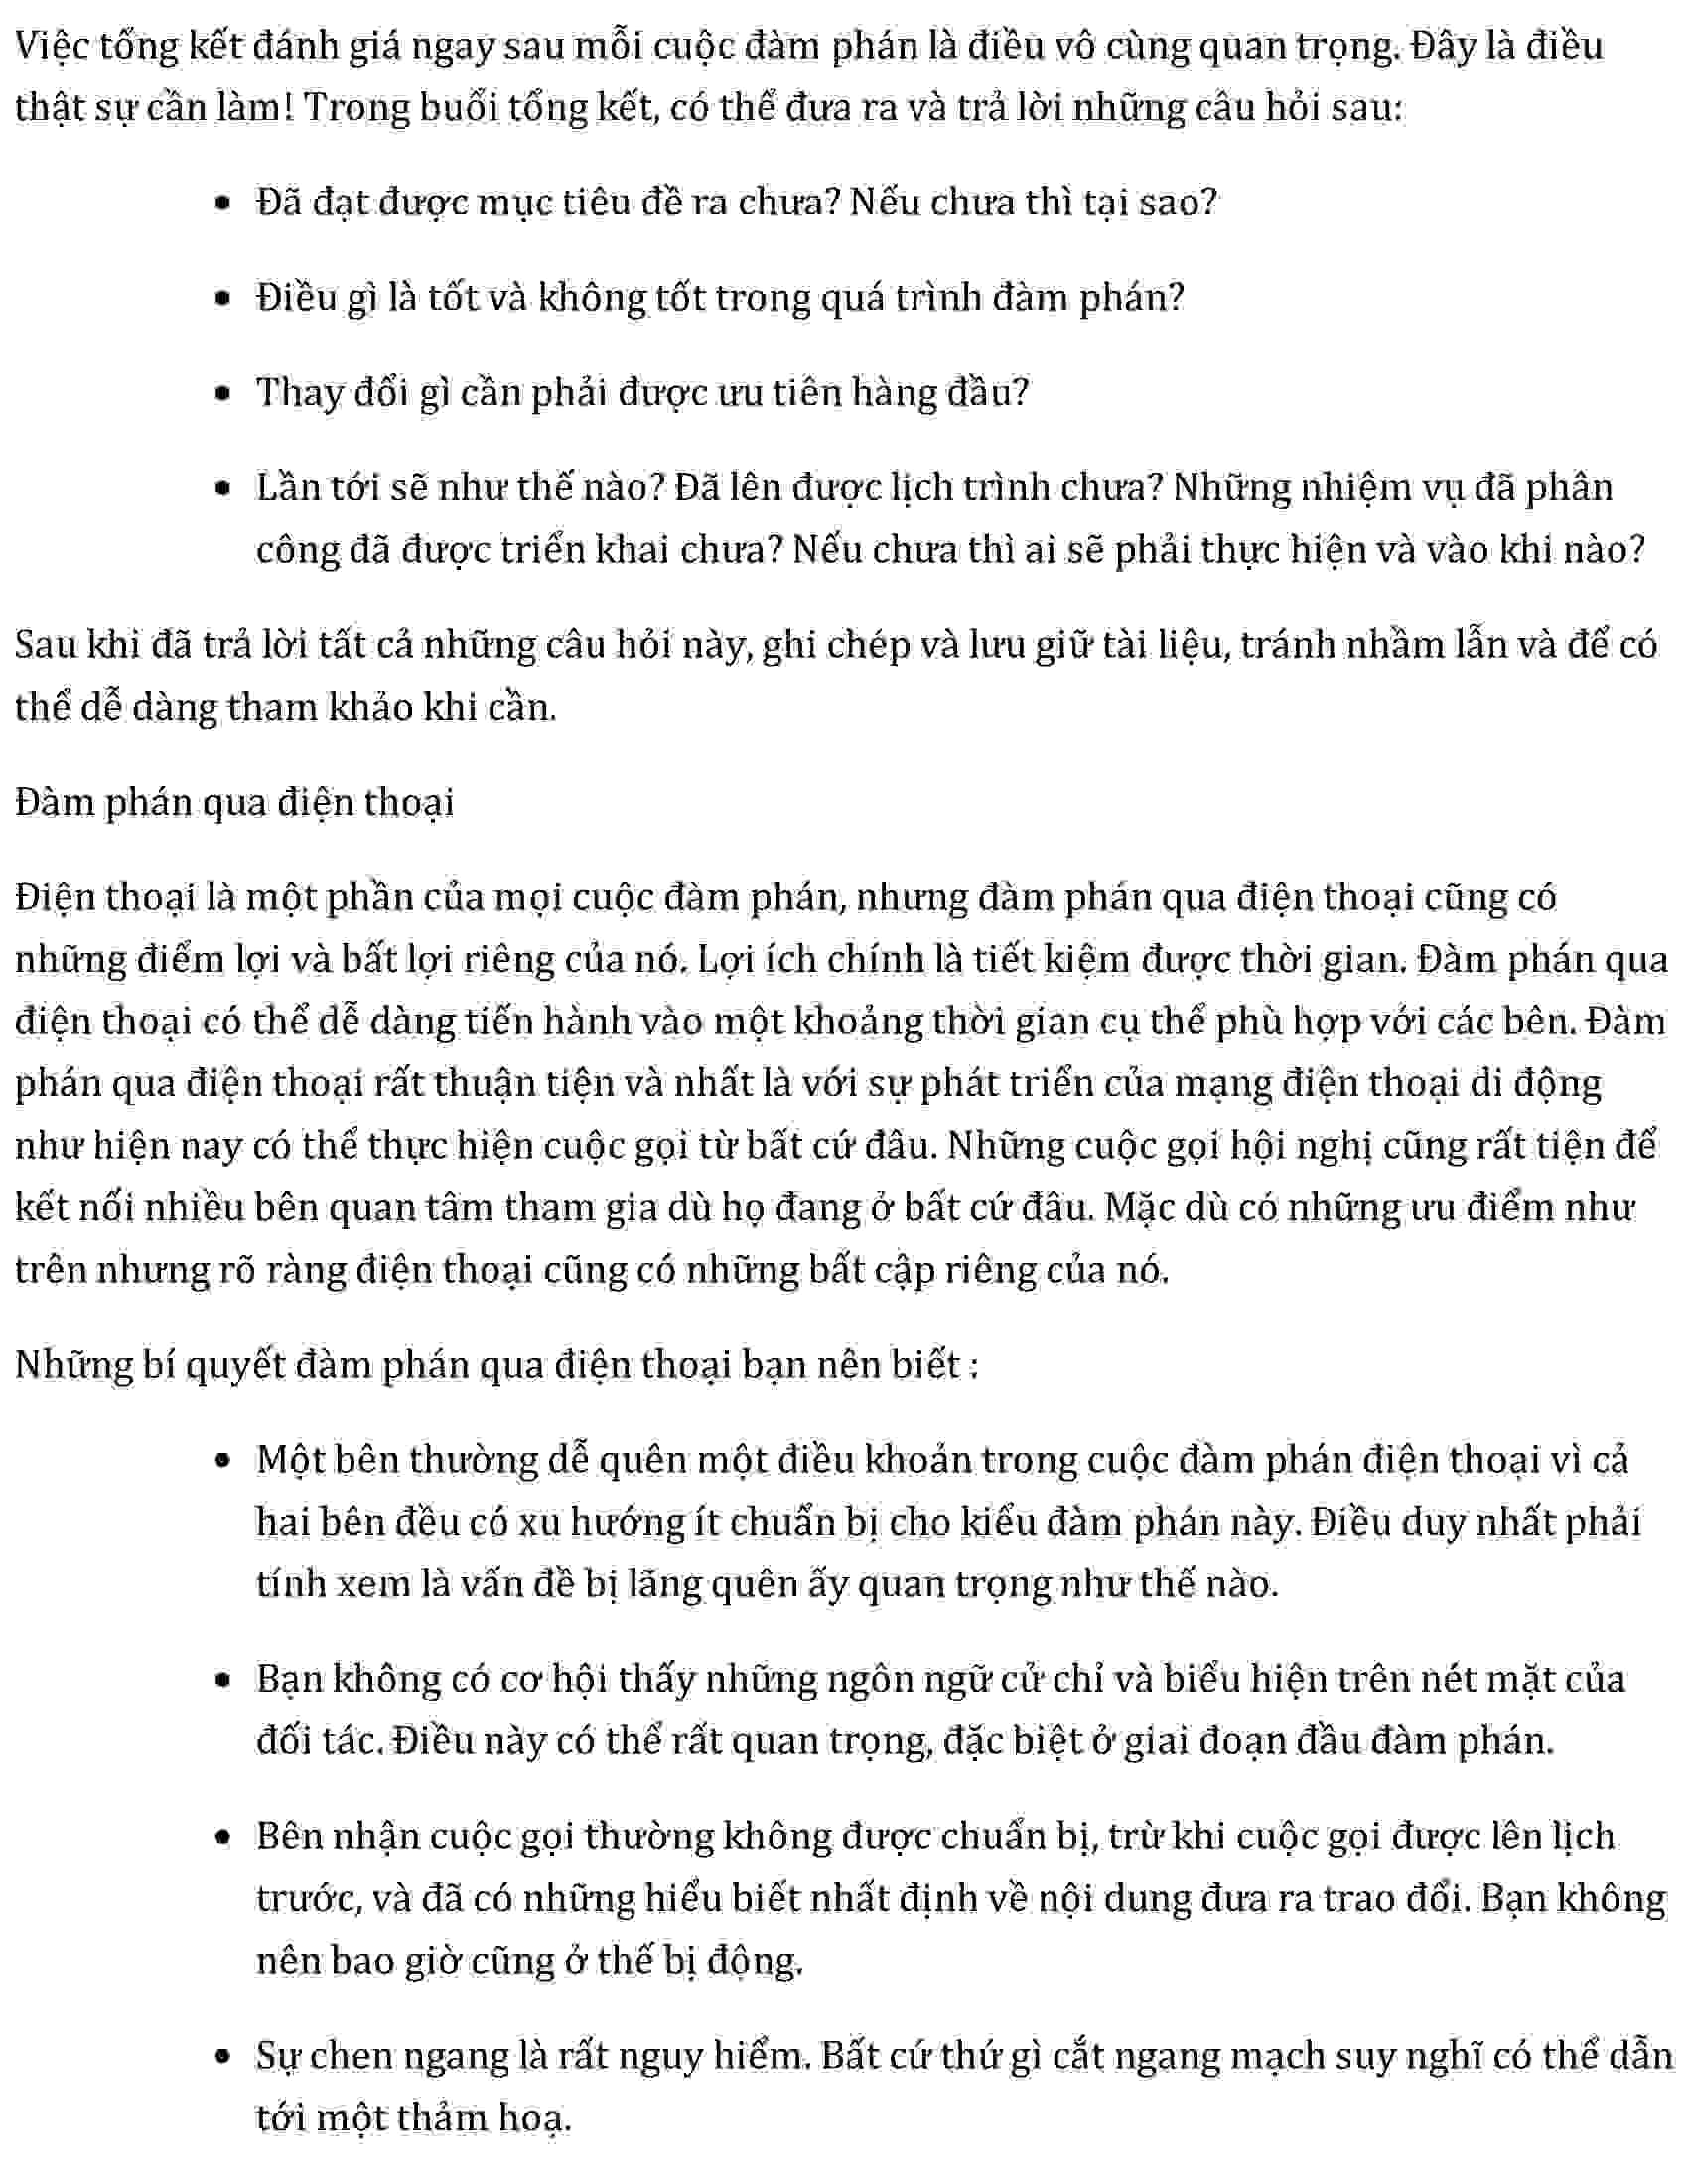 Việc tổng kết đánh giá ngay sau mỗi cuộc đàm phán là điều vô cùng quan trọng. Đây là điều
thật sự cần làm! Trong buổi tổng kết, có thể đưa ra và trả lời những câu hỏi sau:
• Đã đạt được mục tiêu đề ra chưa? Nếu chưa thì tại sao?
• Điều gì là tốt và không tốt trong quá trình đàm phán?
• Thay đổi gì cần phải được ưu tiên hàng đầu?
• Lần tới sẽ như thế nào? Đã lên được lịch trình chưa? Những nhiệm vụ đã phân
công đã được triển khai chưa? Nếu chưa thì ai sẽ phải thực hiện và vào khi nào?
Sau khi đã trả lời tất cả những câu hỏi này, ghi chép và lưu giữ tài liệu, tránh nhầm lẫn và để có
thể dễ dàng tham khảo khi cần.
Đàm phán qua điện thoại
Điện thoại là một phần của mọi cuộc đàm phán, nhưng đàm phán qua điện thoại cũng có
những điểm lợi và bất lợi riêng của nó. Lợi ích chính là tiết kiệm được thời gian. Đàm phán qua
điện thoại có thể dễ dàng tiến hành vào một khoảng thời gian cụ thể phù hợp với các bên. Đàm
phán qua điện thoại rất thuận tiện và nhất là với sự phát triển của mạng điện thoại di động
như hiện nay có thể thực hiện cuộc gọi từ bất cứ đâu. Những cuộc gọi hội nghị cũng rất tiện để
kết nối nhiều bên quan tâm tham gia dù họ đang ở bất cứ đâu. Mặc dù có những ưu điểm như
trên nhưng rõ ràng điện thoại cũng có những bất cập riêng của nó.
Những bí quyết đàm phán qua điện thoại bạn nên biết :
• Một bên thường dễ quên một điều khoản trong cuộc đàm phán điện thoại vì cả
hai bên đều có xu hướng ít chuẩn bị cho kiểu đàm phán này. Điều duy nhất phải
tính xem là vấn đề bị lãng quên ấy quan trọng như thế nào.
• Bạn không có cơ hội thấy những ngôn ngữ cử chỉ và biểu hiện trên nét mặt của
đối tác. Điều này có thể rất quan trọng, đặc biệt ở giai đoạn đầu đàm phán.
• Bên nhận cuộc gọi thường không được chuẩn bị, trừ khi cuộc gọi được lên lịch
trước, và đã có những hiểu biết nhất định về nội dung đưa ra trao đổi. Bạn không
nên bao giờ cũng ở thế bị động.
• Sự chen ngang là rất nguy hiểm. Bất cứ thứ gì cắt ngang mạch suy nghĩ có thể dẫn
tới một thảm hoạ.